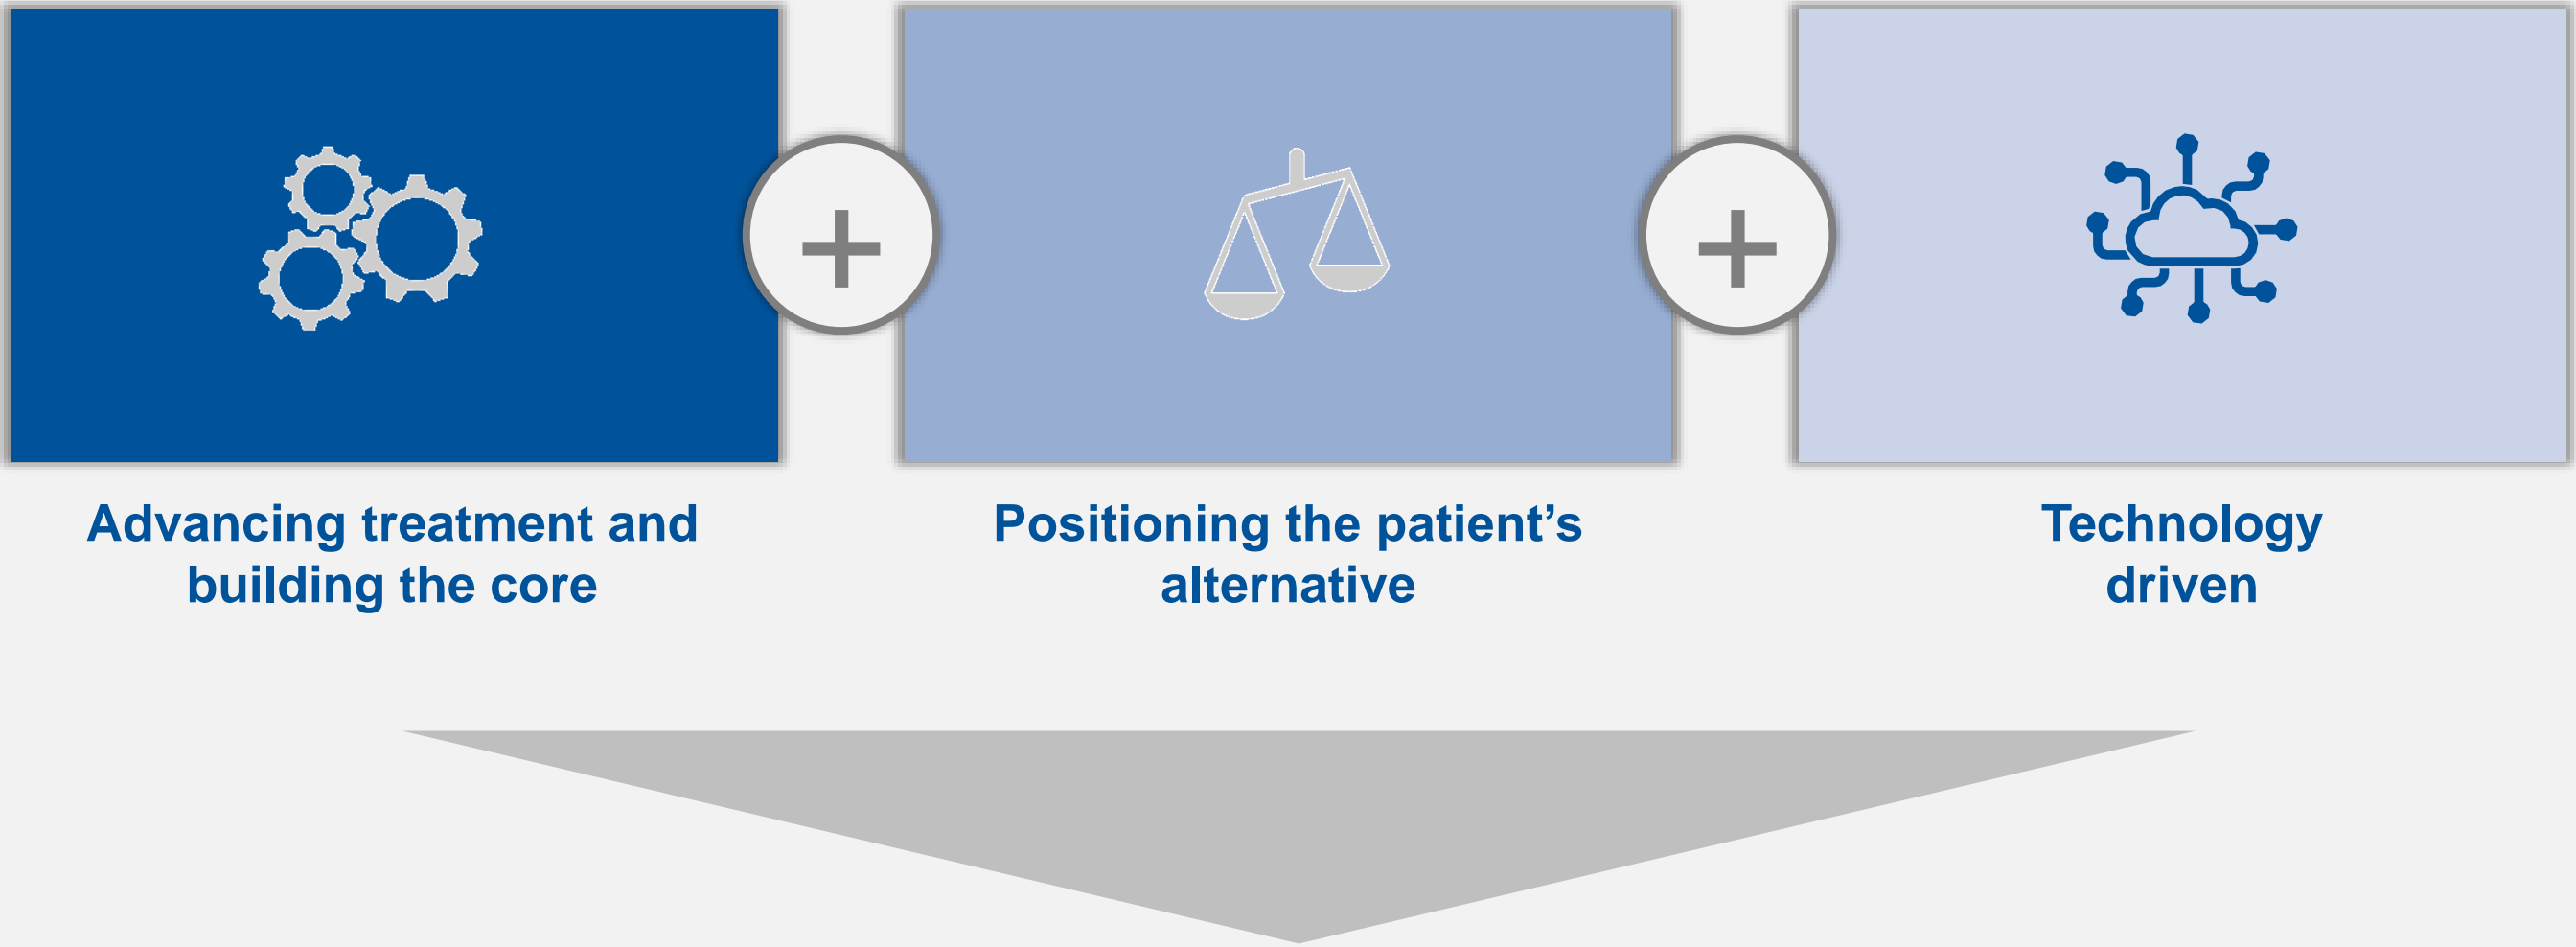 +
+
Advancing treatment and
building the core
Positioning the patient’s
alternative
Technology
driven